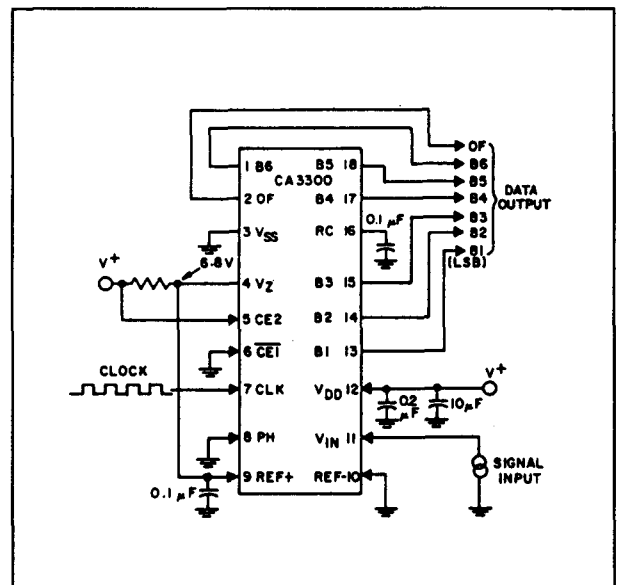 OF
B6
1 B6
B5 18
B5
CA3300
2 OF
B4 17
B4
DATA
OUTPUT
0.1 µF
B3
3 VSS
RC 16
B2
B1
(LSB)
6.8V
V+
4 VZ
B3 15
5 CE2
B2 14
6 CE1
B1 13
CLOCK
7 CLK
VDD 12
V+
0.2
µF
10µF
8 PH
VIN 11
SIGNAL
INPUT
9 REF+
REF-10
0.1 µF